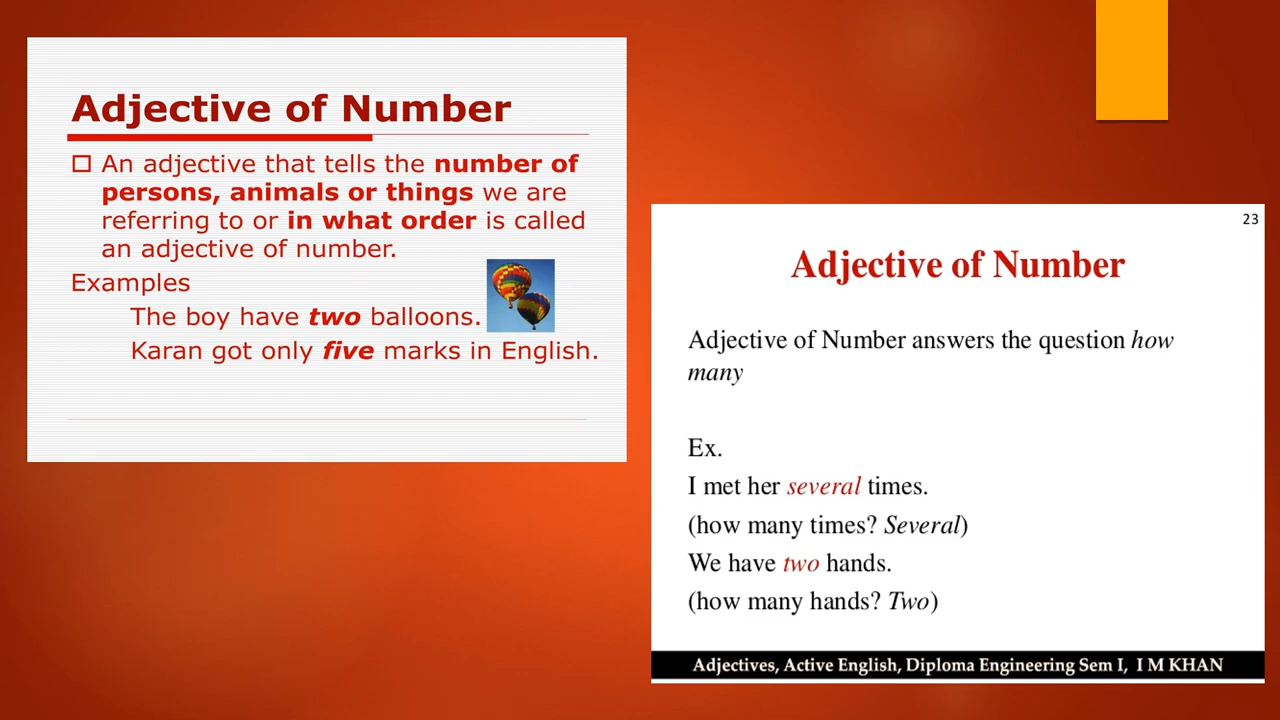 Adjective of Number
An adjective that tells the number of
persons, animals or things we are
referring to or in what order is called
an adjective of number.
Examples
The boy have two balloons.
Karan got only five marks in English.
23
Adjective of Number
Adjective of Number answers the question how
many
Ex.
I met her several times.
(how many times? Several)
We have two hands.
(how many hands? Two)
Adjectives, Active English, Diploma Engineering Sem I, I M KHAN